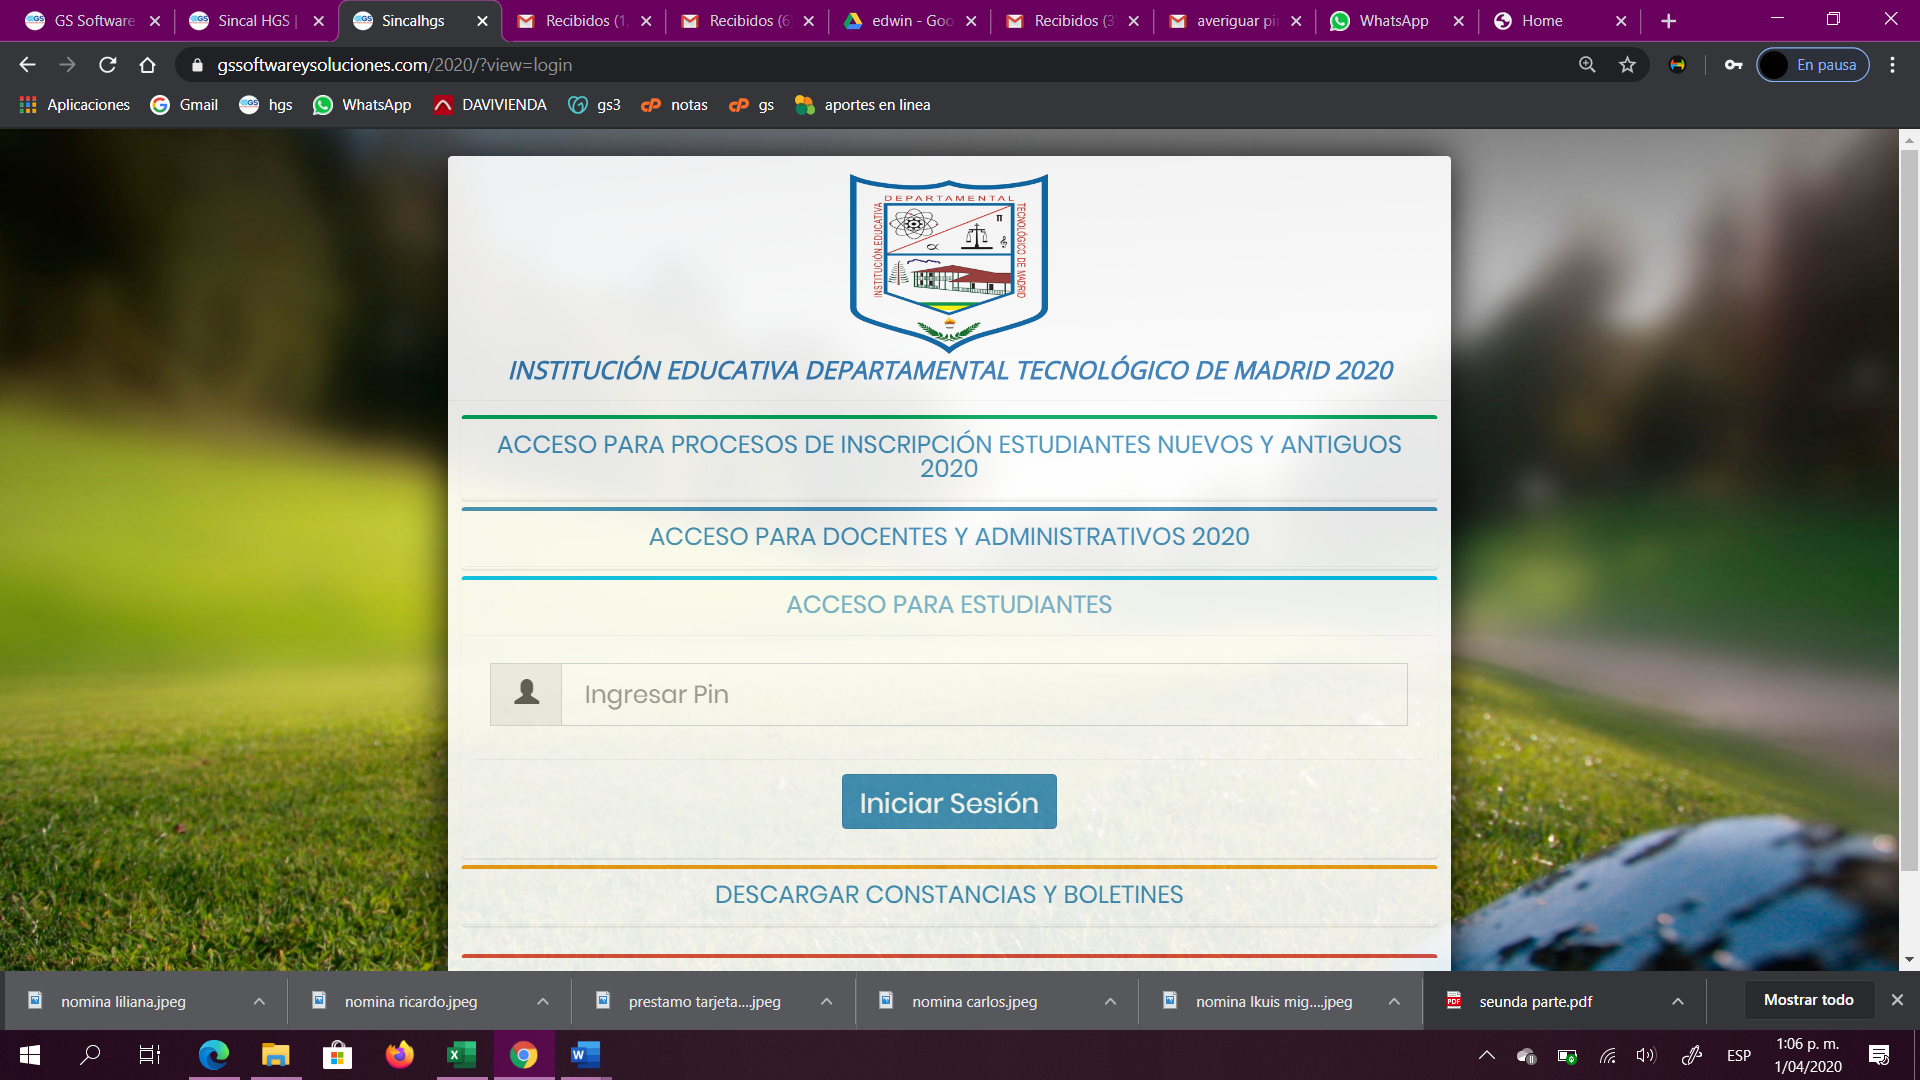 GS Software
Sincal HGS |
Sincalhgs
Recibidos (1,
Recibidos (6)
edwin - Goo
Recibidos (3)
averiguar pi
WhatsApp
Home
gssoftwareysoluciones.com/2020/?view=login
En pausa
Aplicaciones
Gmail
hgs
WhatsApp
DAVIVIENDA
gs3
notas
gs
aportes en linea
DEPARTAMENTAL
INSTITUCIÓN EDUCATIVA
TECNOLÓGICO DE MADRID
INSTITUCIÓN EDUCATIVA DEPARTAMENTAL TECNOLÓGICO DE MADRID 2020
ACCESO PARA PROCESOS DE INSCRIPCIÓN ESTUDIANTES NUEVOS Y ANTIGUOS
2020
ACCESO PARA DOCENTES Y ADMINISTRATIVOS 2020
ACCESO PARA ESTUDIANTES
Ingresar Pin
Iniciar Sesión
DESCARGAR CONSTANCIAS Y BOLETINES
nomina liliana.jpeg
nomina ricardo.jpeg
prestamo tarjeta....jpeg
nomina carlos.jpeg
nomina lkuis mig....jpeg
seunda parte.pdf
Mostrar todo
ESP
1:06 p. m.
1/04/2020